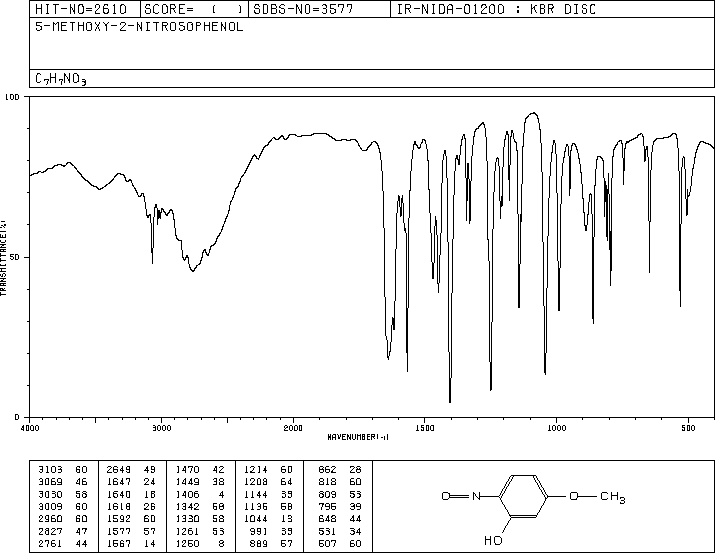 HIT-NO=2610 SCORE= ( ) SDBS-NO=3577 IR-NIDA-01200 : KBR DISC
5-METHOXY-2-NITROSOPHENOL
C7H7NO3
100
50
0
TRANSMITTANCE(%)
4000 3000 2000 1500 1000 500
WAVENUMBER(-1)
3103 60 2649 49 1470 42 1214 60 862 28
3069 46 1647 24 1449 38 1208 64 818 60
3030 58 1640 18 1406 4 1144 33 809 53
3009 60 1618 26 1342 58 1136 58 796 39
2960 60 1592 60 1330 58 1044 13 648 44
2827 47 1577 57 1261 53 991 33 531 34
2761 44 1567 14 1250 8 889 57 507 60
O=N
O—CH3
HO